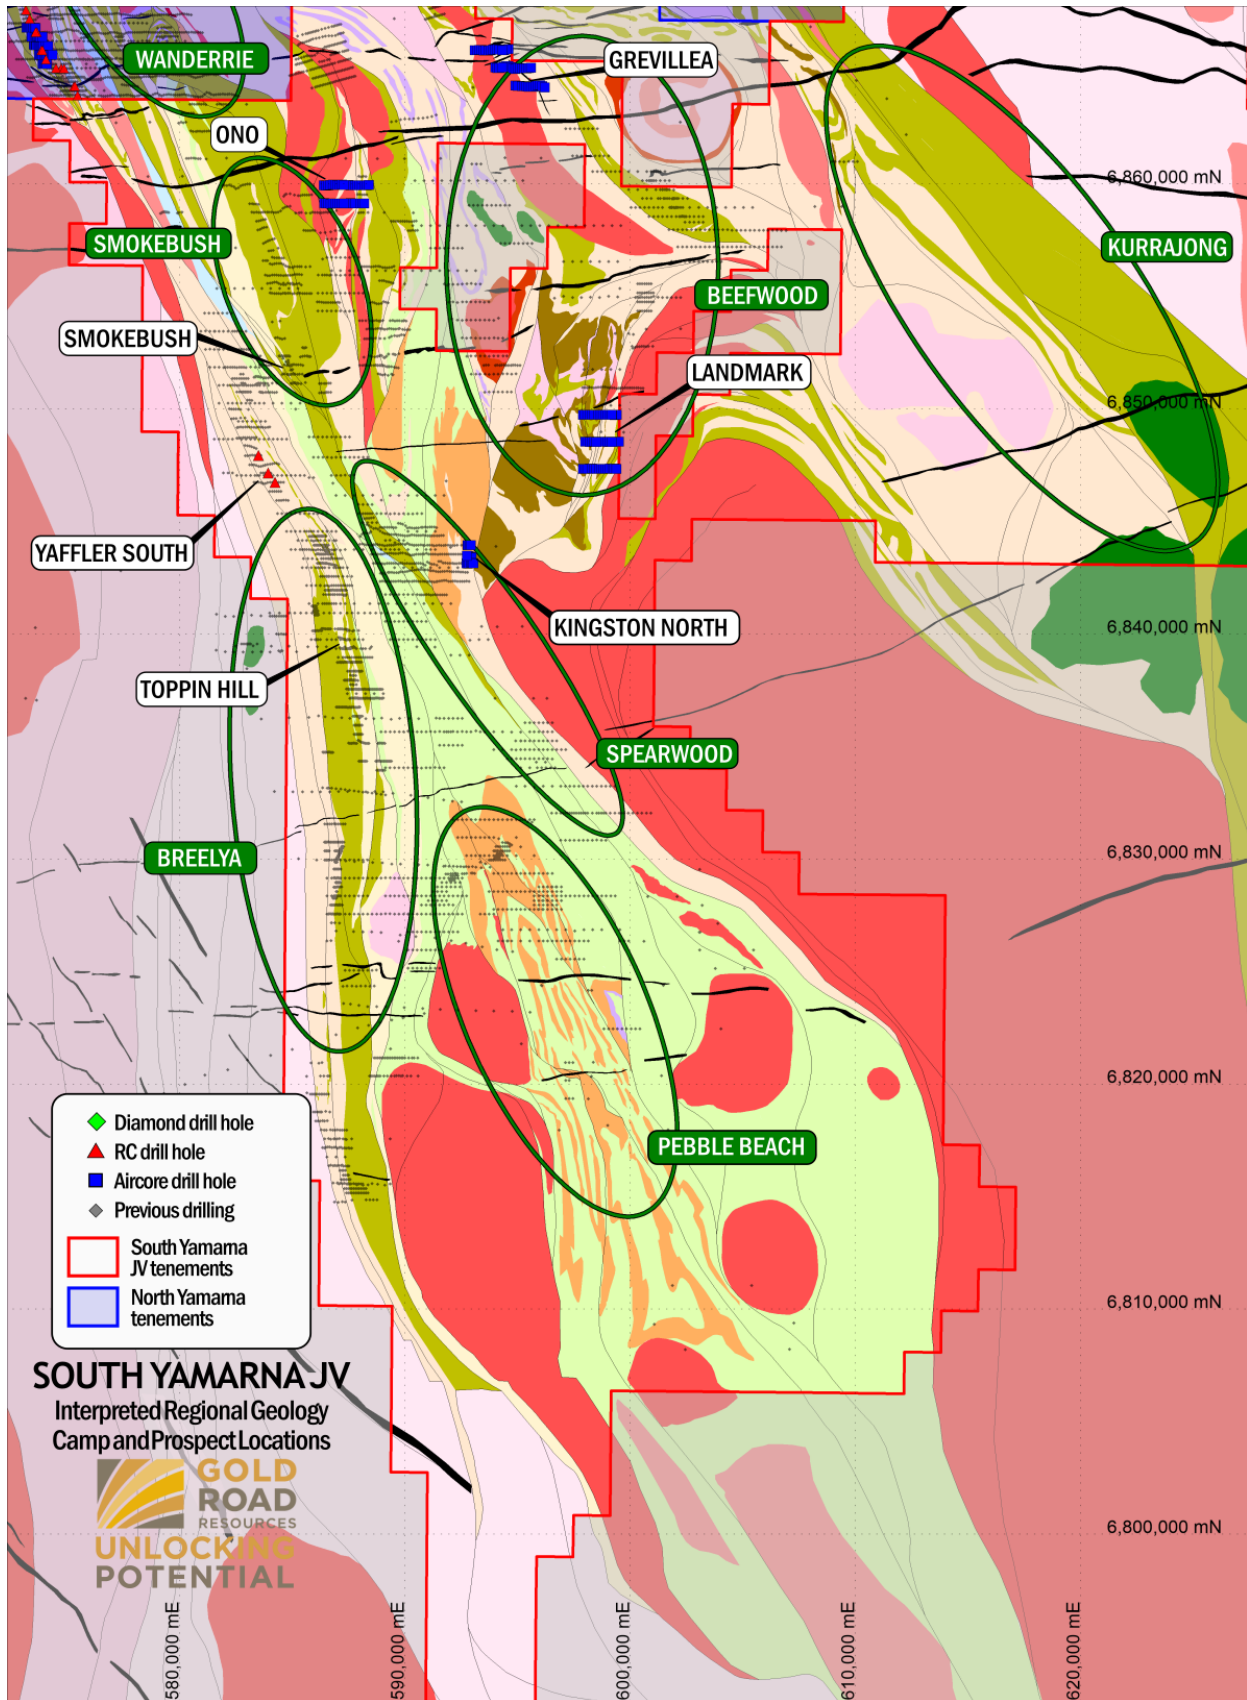 WANDERRIE
GREVILLEA
ONO
6,860,000 mN
SMOKEBUSH
KURRAJONG
BEEFWOOD
SMOKEBUSH
LANDMARK
6,850,000 mN
YAFFLER SOUTH
KINGSTON NORTH
6,840,000 mN
TOPPIN HILL
SPEARWOOD
BREELYA
6,830,000 mN
6,820,000 mN
PEBBLE BEACH
Diamond drill hole
RC drill hole
Aircore drill hole
Previous drilling
South Yamarna
JV tenements
North Yamarna
tenements
6,810,000 mN
SOUTH YAMARNA JV
Interpreted Regional Geology
Camp and Prospect Locations
GOLD
ROAD
RESOURCES
UNLOCKING
POTENTIAL
6,800,000 mN
580,000 mE
590,000 mE
600,000 mE
610,000 mE
620,000 mE